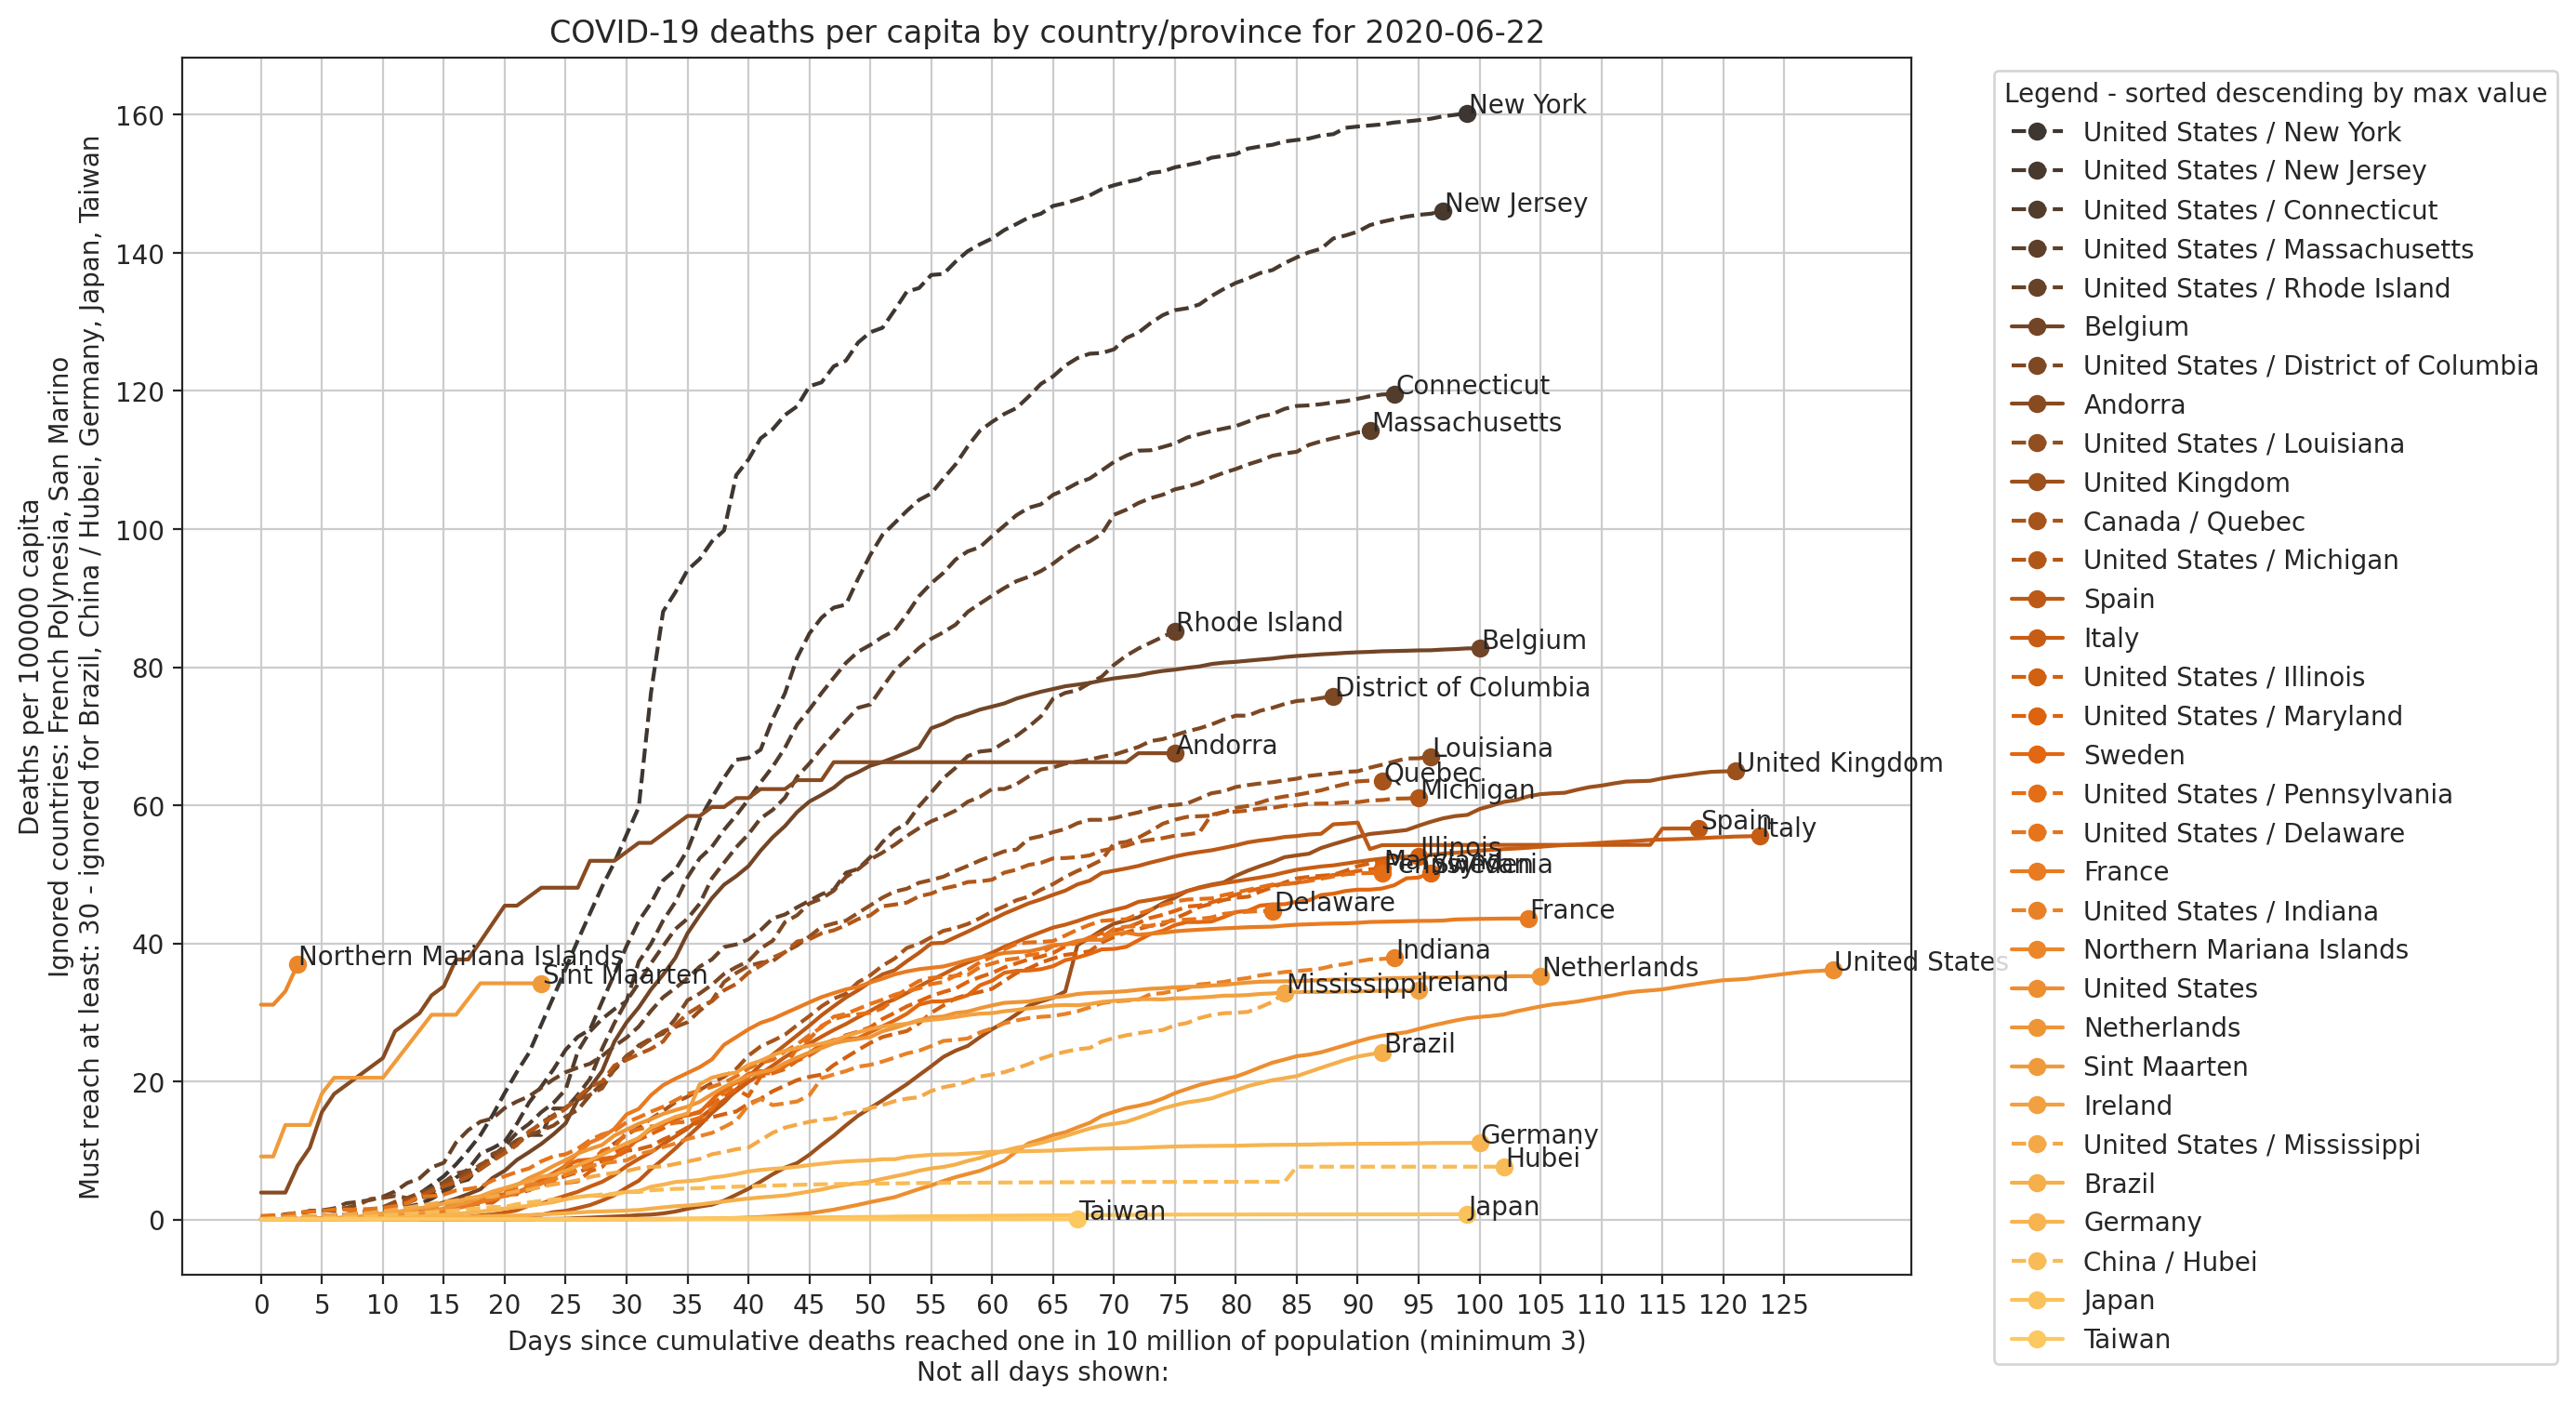 COVID-19 deaths per capita by country/province for 2020-06-22
Deaths per 100000 capita
Ignored countries: French Polynesia, San Marino
Must reach at least: 30 - ignored for Brazil, China / Hubei, Germany, Japan, Taiwan
160
140
120
100
80
60
40
20
0
New York
New Jersey
Connecticut
Massachusetts
Rhode Island
Belgium
District of Columbia
Andorra
Louisiana
United Kingdom
Quebec
Michigan
Spain
Italy
Illinois
Maryland
Pennsylvania
Sweden
Delaware
France
Indiana
Northern Mariana Islands
Sint Maarten
Netherlands
United States
Mississippi
Ireland
Brazil
Germany
Hubei
Japan
Taiwan
0 5 10 15 20 25 30 35 40 45 50 55 60 65 70 75 80 85 90 95 100 105 110 115 120 125
Days since cumulative deaths reached one in 10 million of population (minimum 3)
Not all days shown:
Legend - sorted descending by max value
United States / New York
United States / New Jersey
United States / Connecticut
United States / Massachusetts
United States / Rhode Island
Belgium
United States / District of Columbia
Andorra
United States / Louisiana
United Kingdom
Canada / Quebec
United States / Michigan
Spain
Italy
United States / Illinois
United States / Maryland
Sweden
United States / Pennsylvania
United States / Delaware
France
United States / Indiana
Northern Mariana Islands
United States
Netherlands
Sint Maarten
Ireland
United States / Mississippi
Brazil
Germany
China / Hubei
Japan
Taiwan